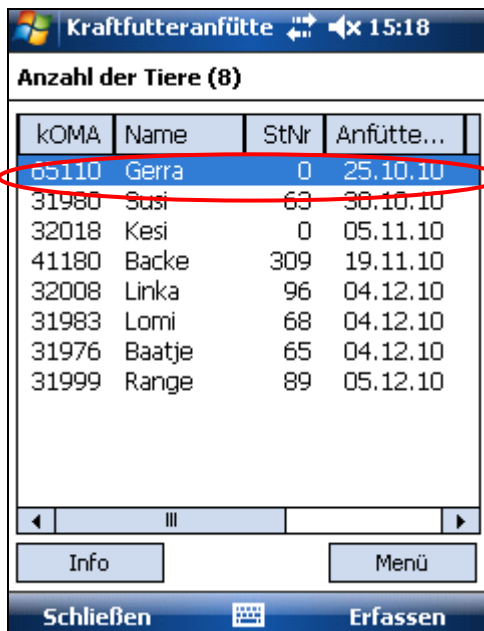 Kraftfutteranfütte 15:18
Anzahl der Tiere (8)
kOMA Name StNr Anfütte...
65110 Gerra 0 25.10.10
31980 Susi 63 30.10.10
32018 Kesi 0 05.11.10
41180 Backe 309 19.11.10
32008 Linka 96 04.12.10
31983 Lomi 68 04.12.10
31976 Baatje 65 04.12.10
31999 Range 89 05.12.10
Info Menü
Schließen Erfassen